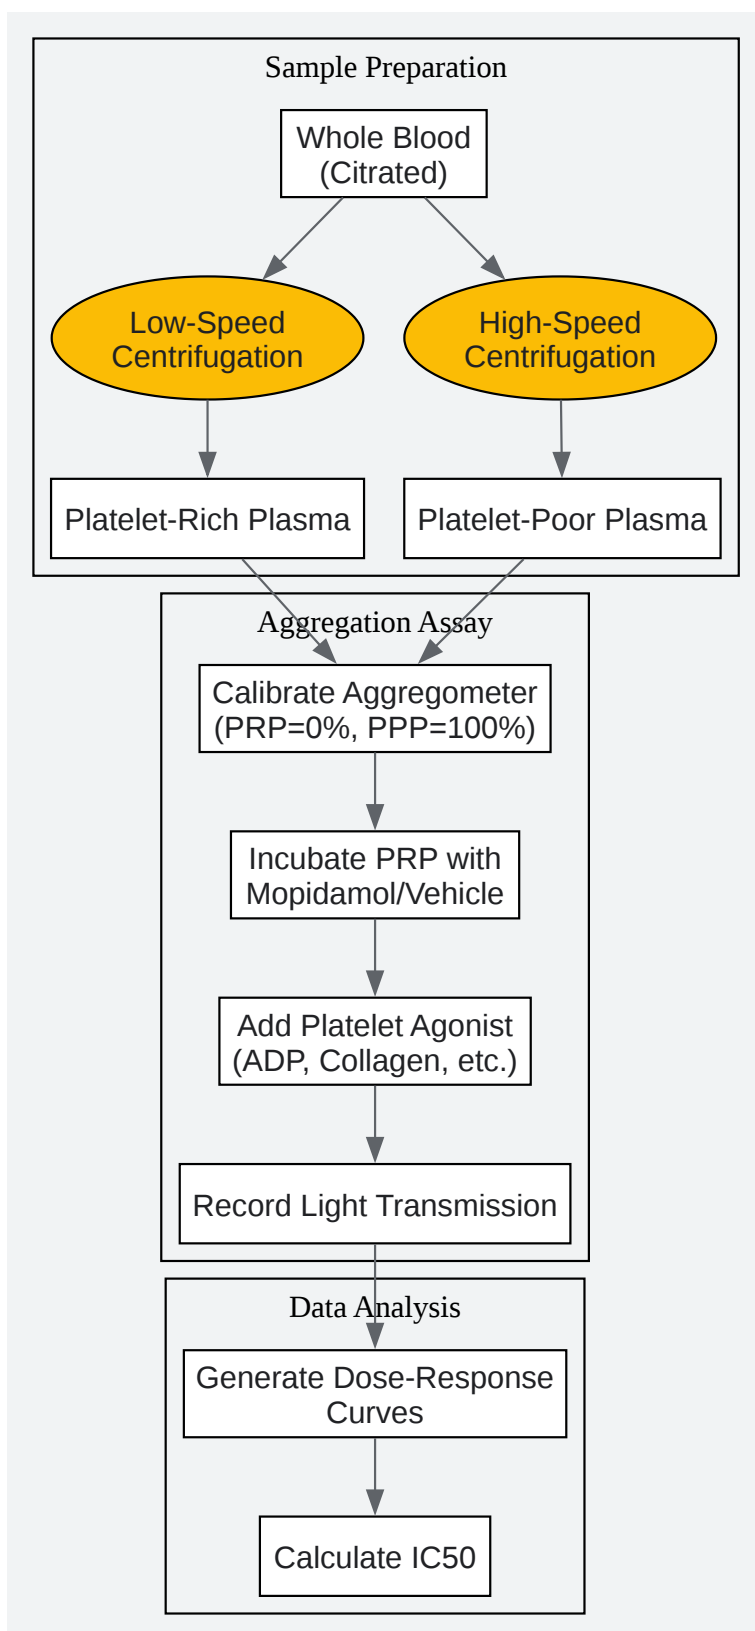 Sample Preparation
Whole Blood
(Citrated)
Low-Speed
Centrifugation
High-Speed
Centrifugation
Platelet-Rich Plasma
Platelet-Poor Plasma
Aggregation Assay
Calibrate Aggregometer
(PRP=0%, PPP=100%)
Incubate PRP with
Mopidamol/Vehicle
Add Platelet Agonist
(ADP, Collagen, etc.)
Record Light Transmission
Data Analysis
Generate Dose-Response
Curves
Calculate IC50